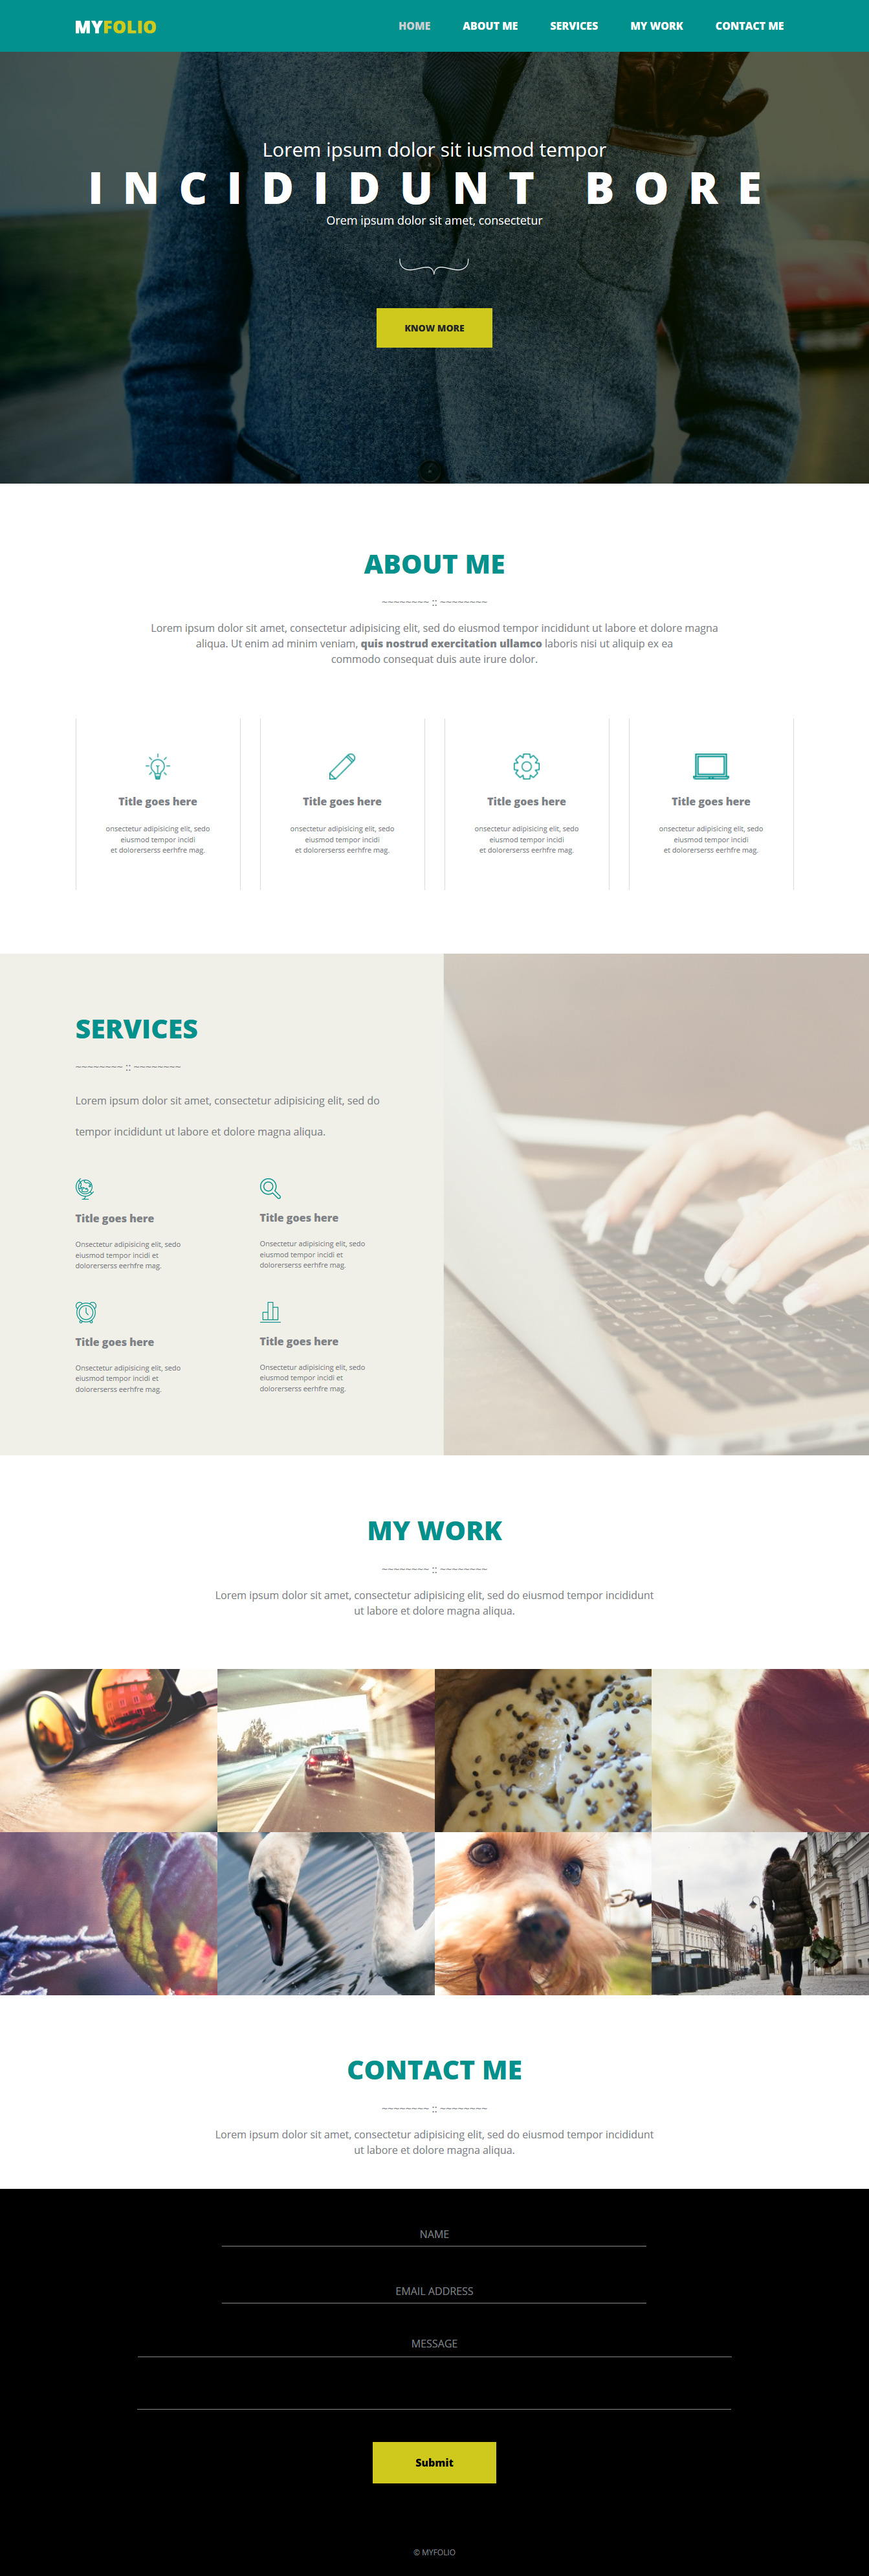 MYFOLIO
HOME ABOUT ME SERVICES MY WORK CONTACT ME
Lorem ipsum dolor sit iusmod tempor
INCIDIDUNT BORE
Orem ipsum dolor sit amet, consectetur
KNOW MORE
ABOUT ME
~~~~~~~~ :: ~~~~~~~~
Lorem ipsum dolor sit amet, consectetur adipisicing elit, sed do eiusmod tempor incididunt ut labore et dolore magna
aliqua. Ut enim ad minim veniam, quis nostrud exercitation ullamco laboris nisi ut aliquip ex ea
commodo consequat duis aute irure dolor.
Title goes here
onsectetur adipisicing elit, sedo
eiusmod tempor incidi
et dolorerserss eerhfre mag.
Title goes here
onsectetur adipisicing elit, sedo
eiusmod tempor incidi
et dolorerserss eerhfre mag.
Title goes here
onsectetur adipisicing elit, sedo
eiusmod tempor incidi
et dolorerserss eerhfre mag.
Title goes here
onsectetur adipisicing elit, sedo
eiusmod tempor incidi
et dolorerserss eerhfre mag.
SERVICES
~~~~~~~~ :: ~~~~~~~~
Lorem ipsum dolor sit amet, consectetur adipisicing elit, sed do
tempor incididunt ut labore et dolore magna aliqua.
Title goes here
Onsectetur adipisicing elit, sedo
eiusmod tempor incidi et
dolorerserss eerhfre mag.
Title goes here
Onsectetur adipisicing elit, sedo
eiusmod tempor incidi et
dolorerserss eerhfre mag.
Title goes here
Onsectetur adipisicing elit, sedo
eiusmod tempor incidi et
dolorerserss eerhfre mag.
Title goes here
Onsectetur adipisicing elit, sedo
eiusmod tempor incidi et
dolorerserss eerhfre mag.
MY WORK
~~~~~~~~ :: ~~~~~~~~
Lorem ipsum dolor sit amet, consectetur adipisicing elit, sed do eiusmod tempor incididunt
ut labore et dolore magna aliqua.
CONTACT ME
~~~~~~~~ :: ~~~~~~~~
Lorem ipsum dolor sit amet, consectetur adipisicing elit, sed do eiusmod tempor incididunt
ut labore et dolore magna aliqua.
NAME
EMAIL ADDRESS
MESSAGE
Submit
© MYFOLIO